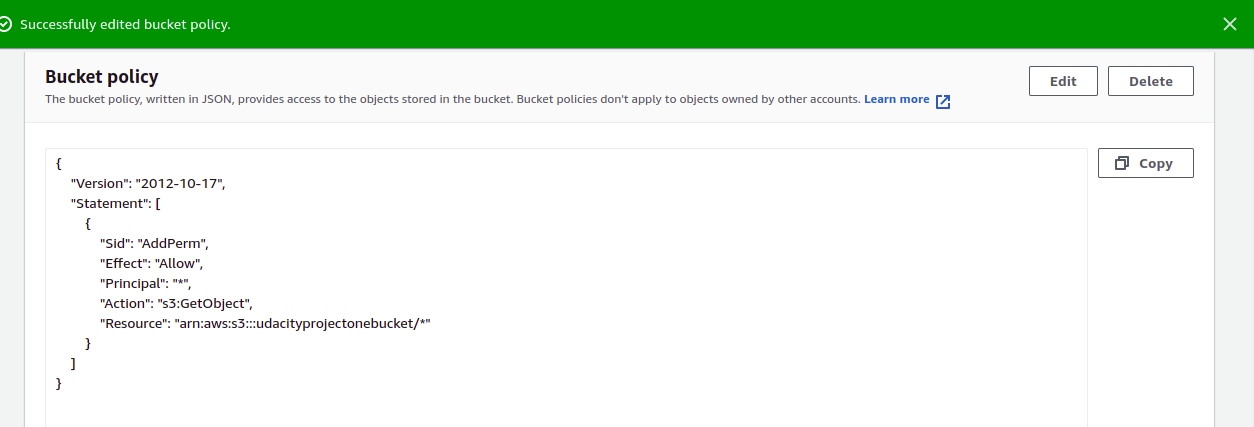 Successfully edited bucket policy.
Bucket policy
Edit
Delete
The bucket policy, written in JSON, provides access to the objects stored in the bucket. Bucket policies don't apply to objects owned by other accounts. Learn more
Copy
{
"Version": "2012-10-17",
"Statement": [
{
"Sid": "AddPerm",
"Effect": "Allow",
"Principal": "*",
"Action": "s3:GetObject",
"Resource": "arn:aws:s3:::udacityprojectonebucket/*"
}
]
}